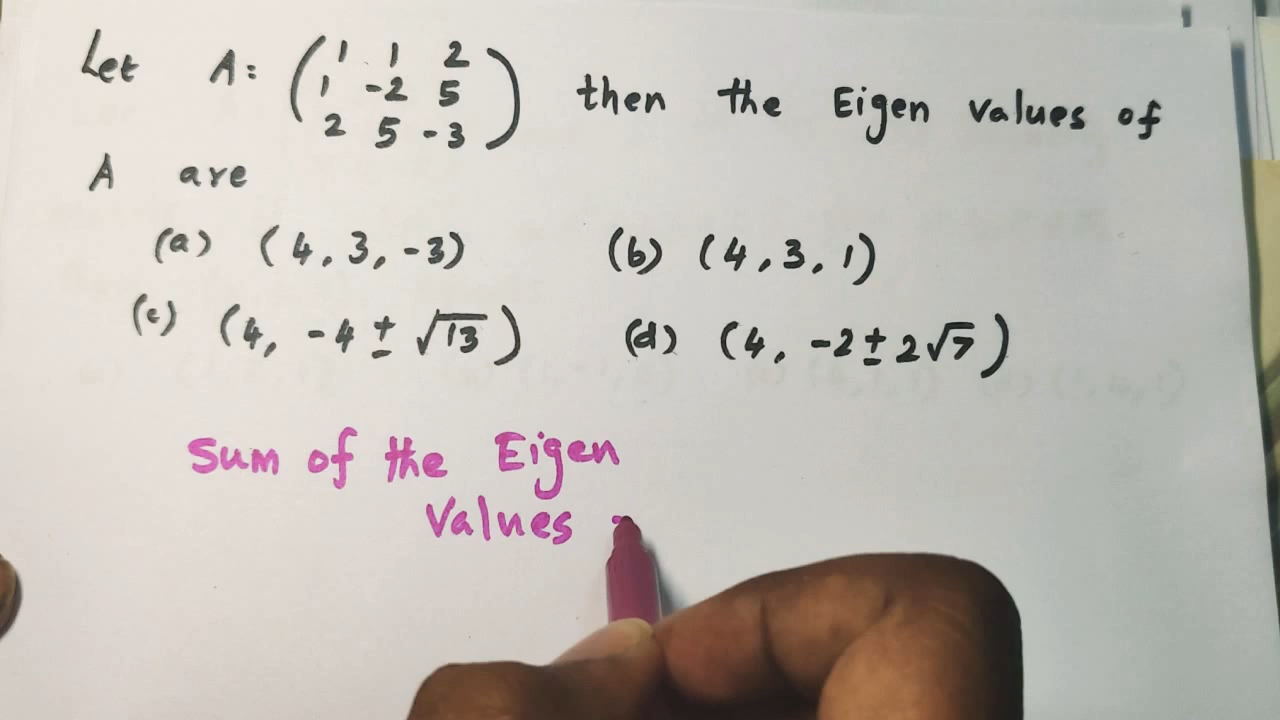 Let A = ( 1 1 2 then the Eigen values of
1 -2 5
2 5 -3 )
A are
(a) (4, 3, -3) (b) (4, 3, 1)
(c) (4, -4 ± √13) (d) (4, -2 ± 2√7)
Sum of the Eigen
Values